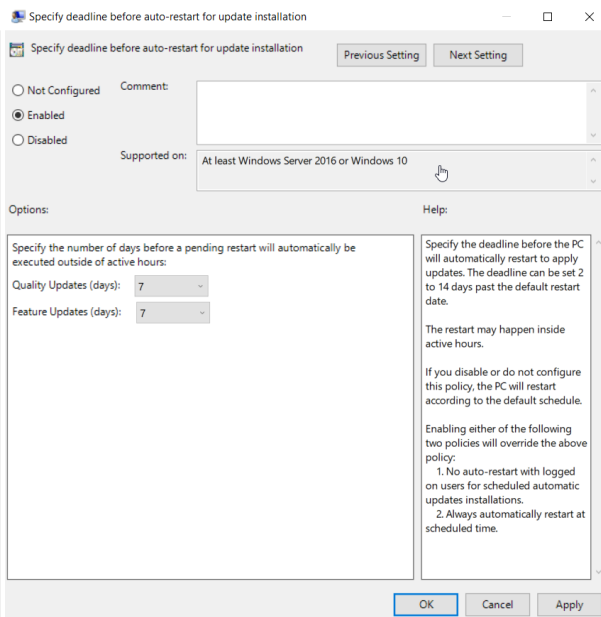 Specify deadline before auto-restart for update installation
Specify deadline before auto-restart for update installation
Previous Setting
Next Setting
Not Configured
Enabled
Disabled
Comment:
Supported on:
At least Windows Server 2016 or Windows 10
Options:
Help:
Specify the number of days before a pending restart will automatically be
executed outside of active hours:
Quality Updates (days): 7
Feature Updates (days): 7
Specify the deadline before the PC
will automatically restart to apply
updates. The deadline can be set 2
to 14 days past the default restart
date.
The restart may happen inside
active hours.
If you disable or do not configure
this policy, the PC will restart
according to the default schedule.
Enabling either of the following
two policies will override the above
policy:
1. No auto-restart with logged
on users for scheduled automatic
updates installations.
2. Always automatically restart at
scheduled time.
OK
Cancel
Apply